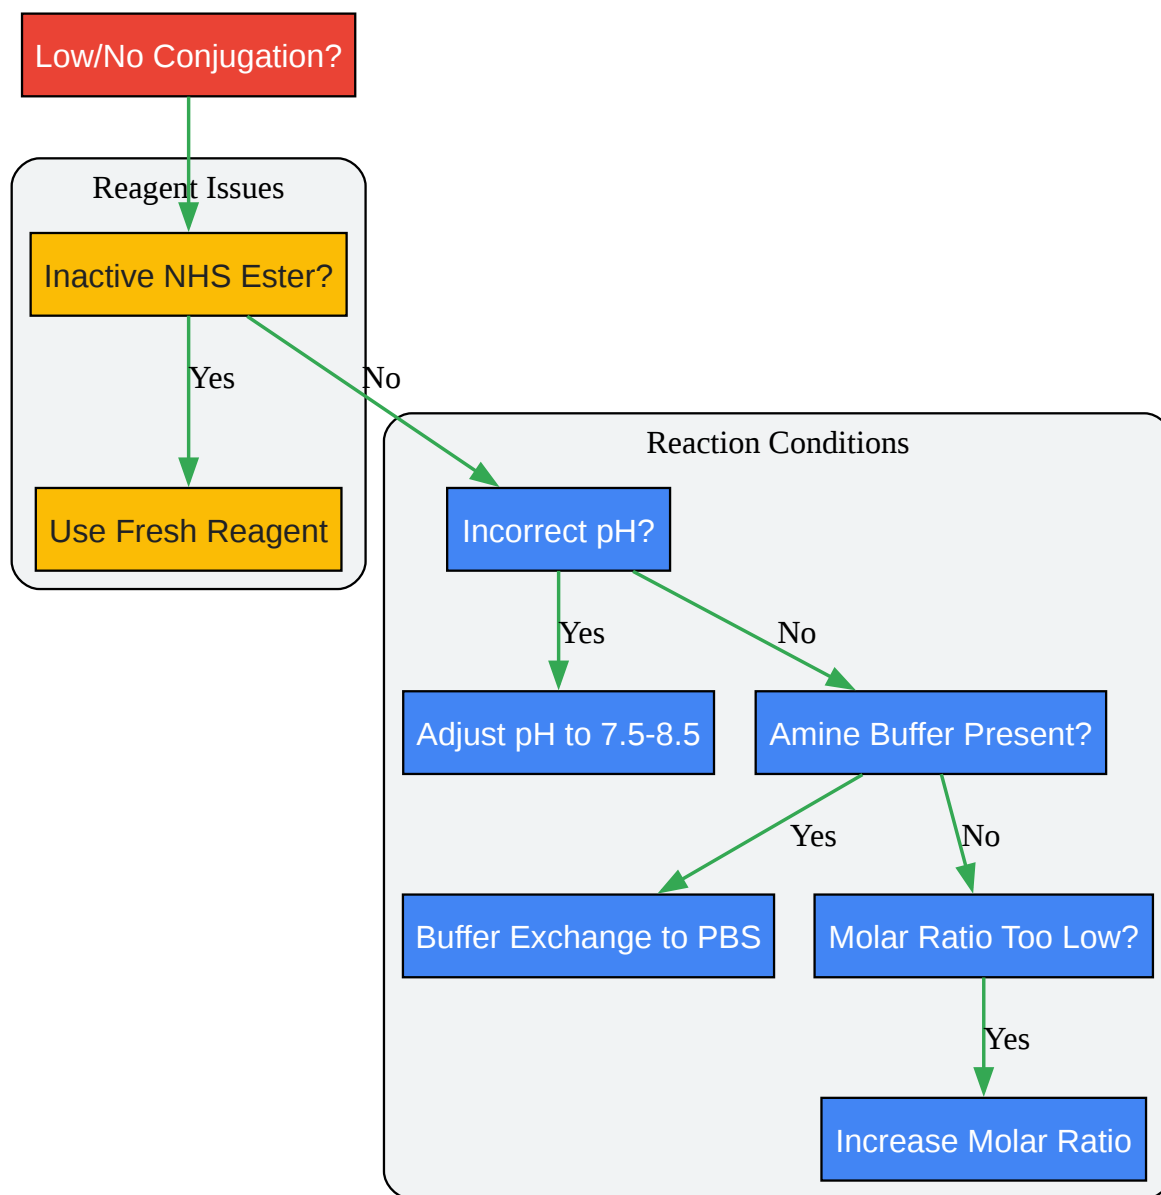 Low/No Conjugation?
Reagent Issues
Inactive NHS Ester?
Yes
No
Reaction Conditions
Use Fresh Reagent
Incorrect pH?
Yes
No
Adjust pH to 7.5-8.5
Amine Buffer Present?
Yes
No
Buffer Exchange to PBS
Molar Ratio Too Low?
Yes
Increase Molar Ratio